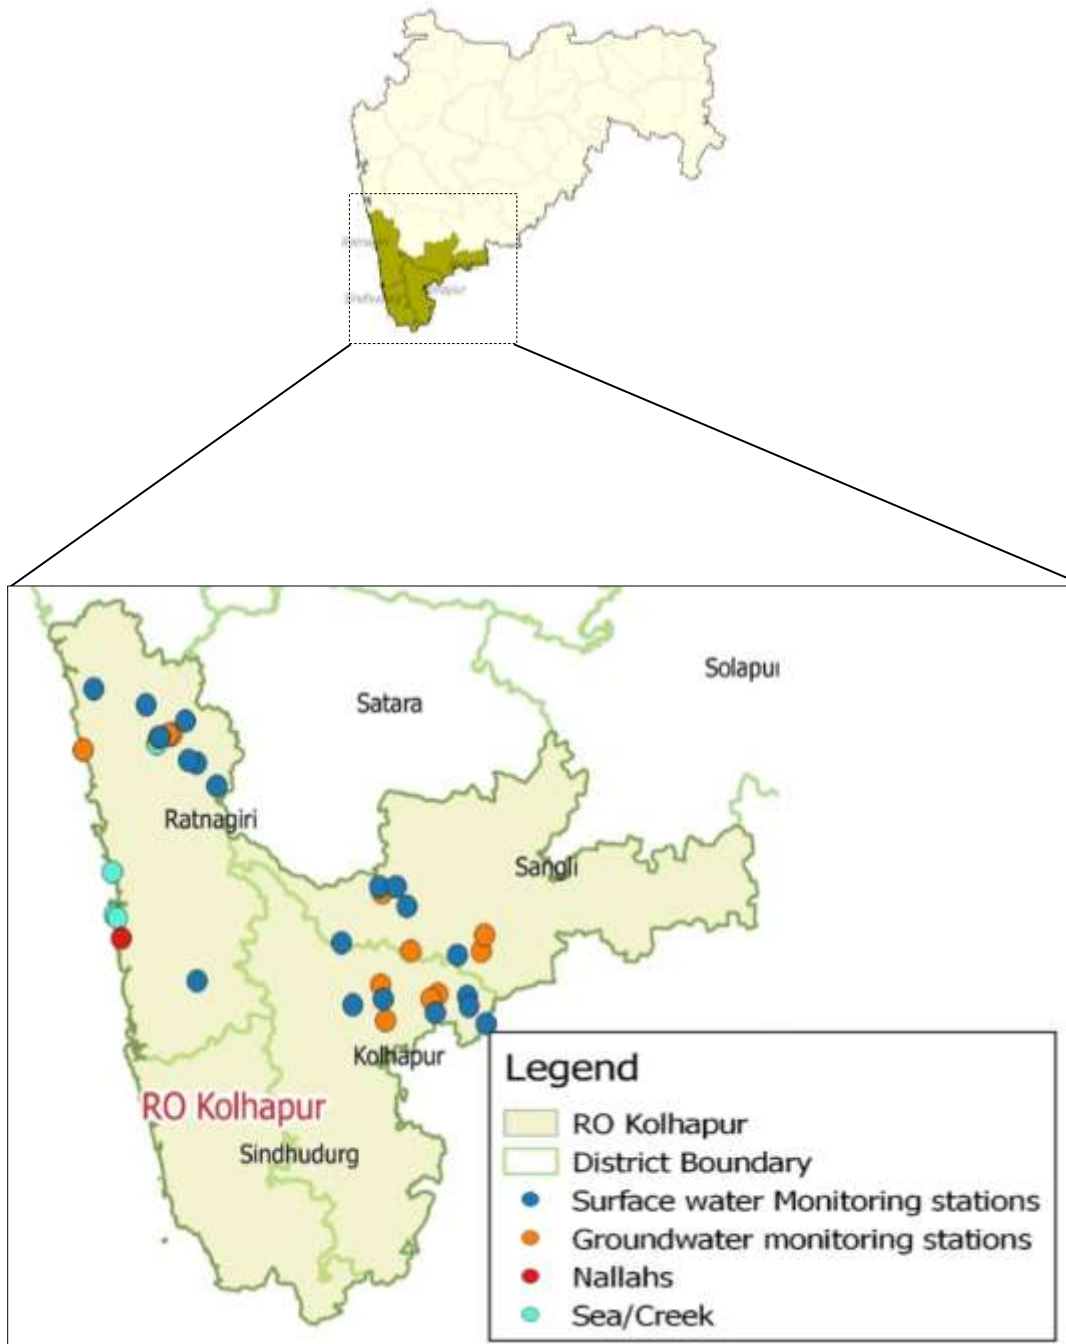 Satara
Solapur
Ratnagiri
Sangli
Kolhapur
RO Kolhapur
Sindhudurg
Legend
RO Kolhapur
District Boundary
Surface water Monitoring stations
Groundwater monitoring stations
Nallahs
Sea/Creek